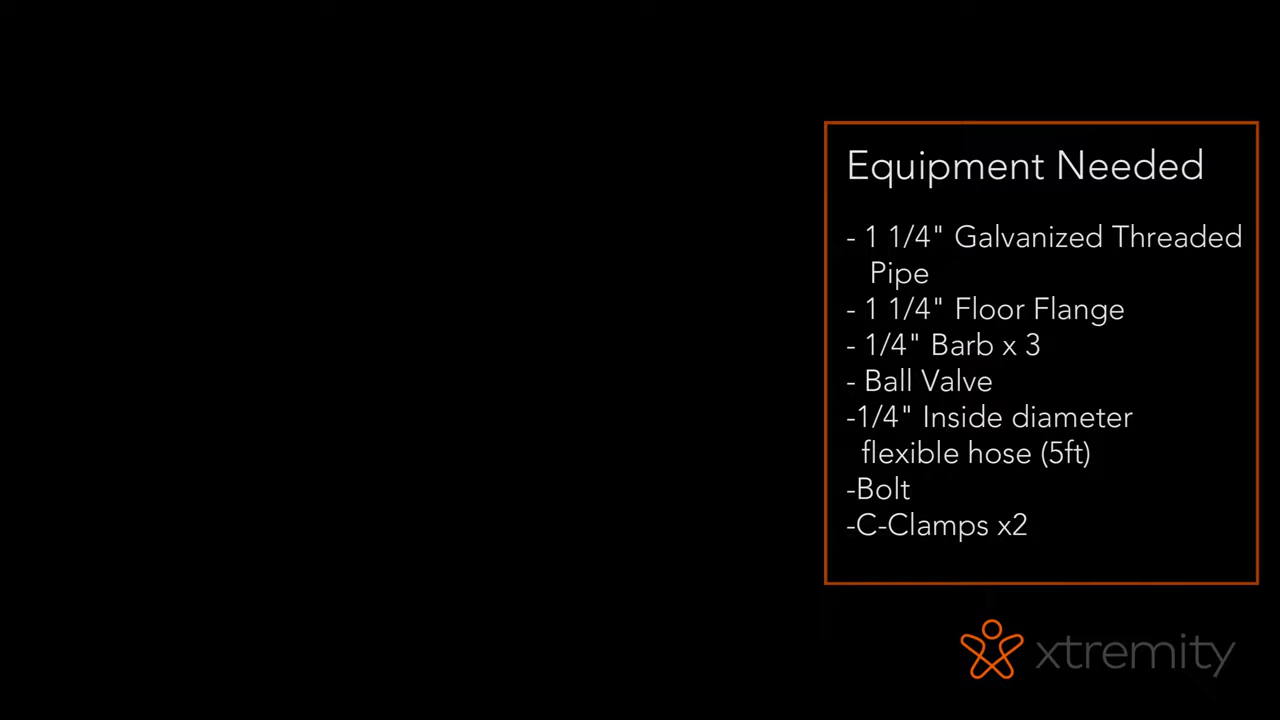 Equipment Needed
- 1 1/4" Galvanized Threaded
Pipe
- 1 1/4" Floor Flange
- 1/4" Barb x 3
- Ball Valve
-1/4" Inside diameter
flexible hose (5ft)
-Bolt
-C-Clamps x2
xtremity